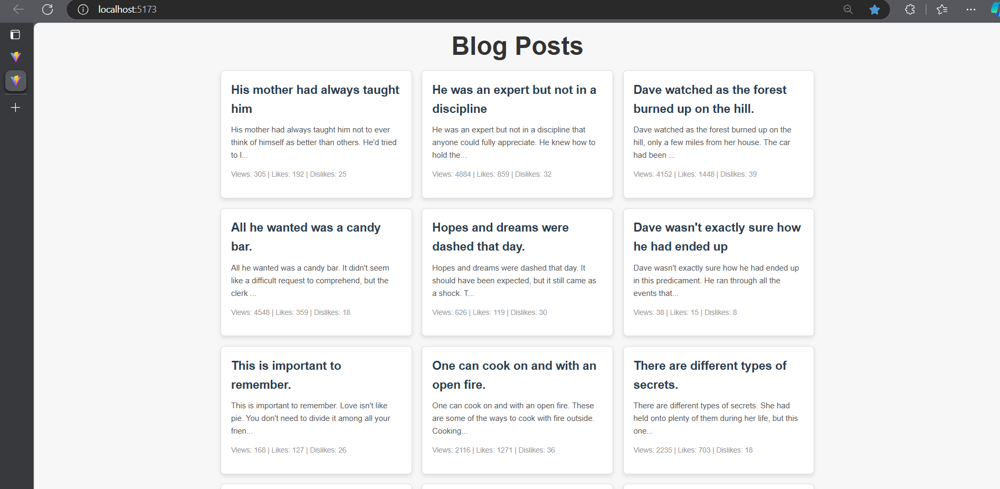 localhost:5173
Blog Posts
His mother had always taught
him
His mother had always taught him not to ever
think of himself as better than others. He'd tried
to l...
Views: 305 | Likes: 192 | Dislikes: 25
He was an expert but not in a
discipline
He was an expert but not in a discipline that
anyone could fully appreciate. He knew how to
hold the...
Views: 4884 | Likes: 859 | Dislikes: 32
Dave watched as the forest
burned up on the hill.
Dave watched as the forest burned up on the
hill, only a few miles from her house. The car
had been ...
Views: 4152 | Likes: 1448 | Dislikes: 39
All he wanted was a candy
bar.
All he wanted was a candy bar. It didn't seem
like a difficult request to comprehend, but the
clerk ...
Views: 4548 | Likes: 359 | Dislikes: 18
Hopes and dreams were
dashed that day.
Hopes and dreams were dashed that day. It
should have been expected, but it still came as
a shock. T...
Views: 626 | Likes: 119 | Dislikes: 30
Dave wasn't exactly sure how
he had ended up
Dave wasn't exactly sure how he had ended up
in this predicament. He ran through all the
events that...
Views: 38 | Likes: 15 | Dislikes: 8
This is important to
remember.
This is important to remember. Love isn't like
pie. You don't need to divide it among all your
frien...
Views: 168 | Likes: 127 | Dislikes: 26
One can cook on and with an
open fire.
One can cook on and with an open fire. These
are some of the ways to cook with fire outside.
Cooking...
Views: 2116 | Likes: 1271 | Dislikes: 36
There are different types of
secrets.
There are different types of secrets. She had
held onto plenty of them during her life, but this
one...
Views: 2235 | Likes: 703 | Dislikes: 18